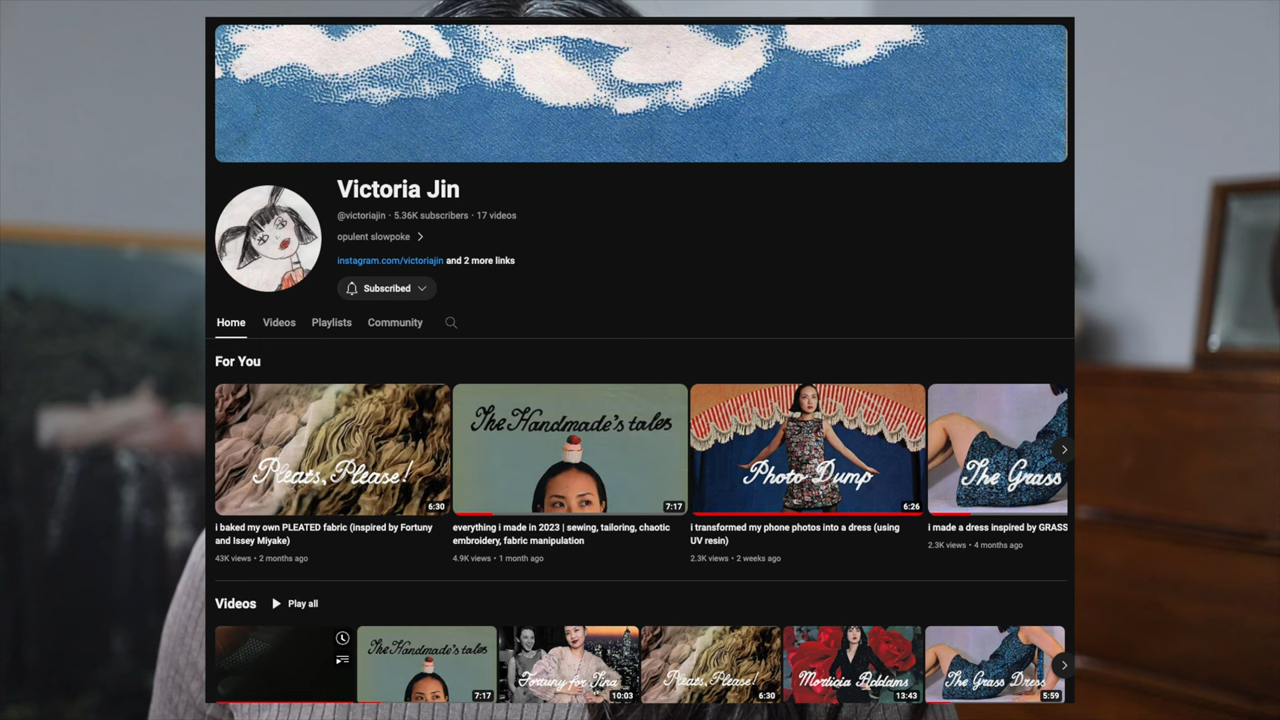 Victoria Jin
@victoriajin · 5.36K subscribers · 17 videos
opulent slowpoke
instagram.com/victoriajin and 2 more links
Subscribed
Home Videos Playlists Community
For You
Pleats, Please!
6:30
i baked my own PLEATED fabric (inspired by Fortuny
and Issey Miyake)
43K views • 2 months ago
The Handmade's tales
7:17
everything i made in 2023 | sewing, tailoring, chaotic
embroidery, fabric manipulation
4.9K views • 1 month ago
Photo Dump
6:26
i transformed my phone photos into a dress (using
UV resin)
2.3K views • 2 weeks ago
The Grass
i made a dress inspired by GRASS
2.3K views • 4 months ago
Videos Play all
The Handmade's tales
7:17
Fortuny for Tina
10:03
Pleats, Please!
6:30
Morticia Addams
13:43
The Grass Dress
5:59